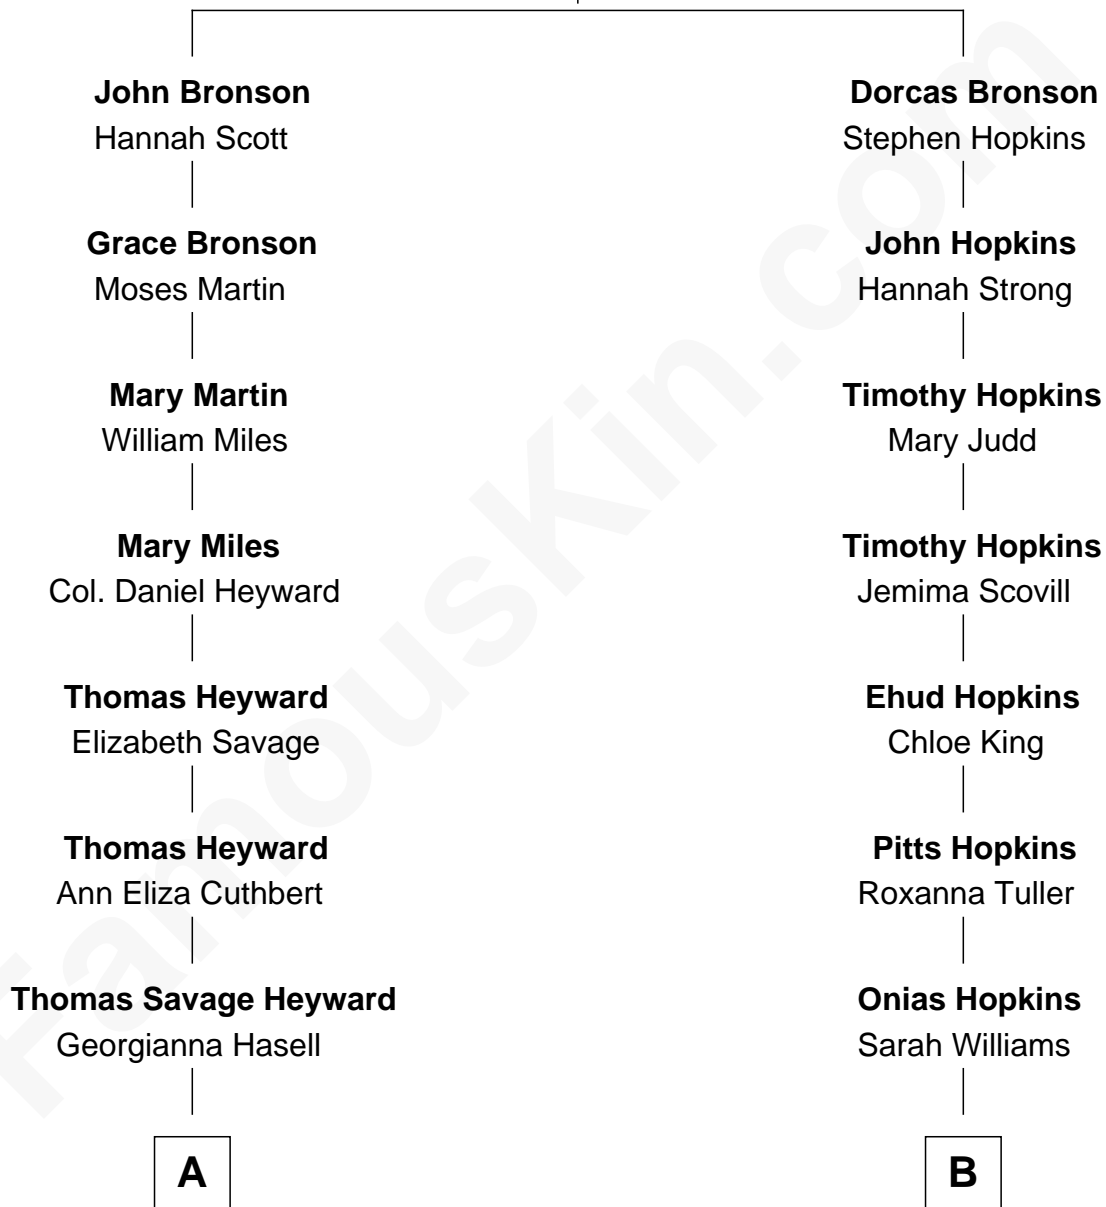 John Bronson
Hannah Scott
Dorcas Bronson
Stephen Hopkins
Grace Bronson
Moses Martin
John Hopkins
Hannah Strong
Mary Martin
William Miles
Timothy Hopkins
Mary Judd
Mary Miles
Col. Daniel Heyward
Timothy Hopkins
Jemima Scovill
Thomas Heyward
Elizabeth Savage
Ehud Hopkins
Chloe King
Thomas Heyward
Ann Eliza Cuthbert
Pitts Hopkins
Roxanna Tuller
Thomas Savage Heyward
Georgianna Hasell
Onias Hopkins
Sarah Williams
A
B
FamousKin.com